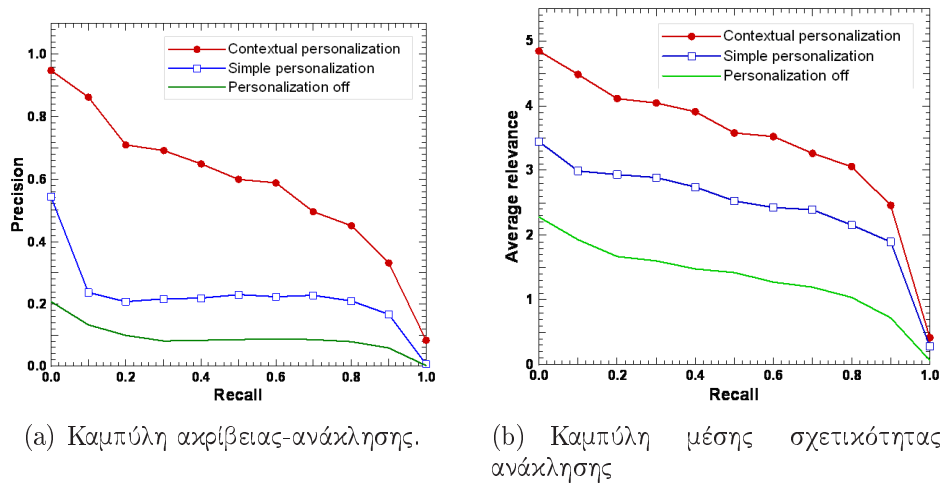 1.0
0.8
0.6
0.4
0.2
0.0
Precision
Contextual personalization
Simple personalization
Personalization off
0.0 0.2 0.4 0.6 0.8 1.0
Recall
(a) Καμπύλη ακρίβειας-ανάκλησης.
5
4
3
2
1
0
Average relevance
Contextual personalization
Simple personalization
Personalization off
0.0 0.2 0.4 0.6 0.8 1.0
Recall
(b) Καμπύλη μέσης σχετικότητας
ανάκλησης